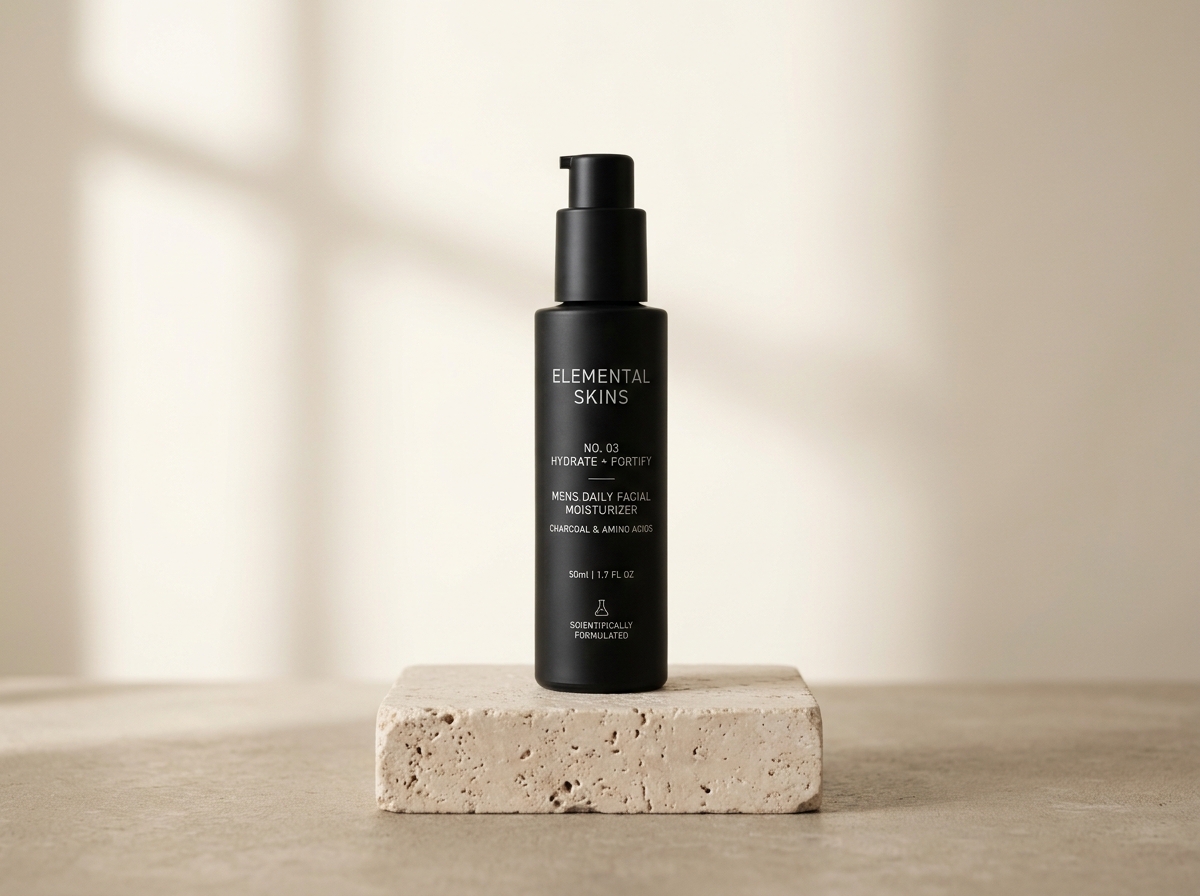 ELEMENTAL
SKINS
NO. 03
HYDRATE + FORTIFY
MENS DAILY FACIAL
MOISTURIZER
CHARCOAL & AMINO ACIDS
50ml | 1.7 FL OZ
SCIENTIPICALLY
FORMULATED